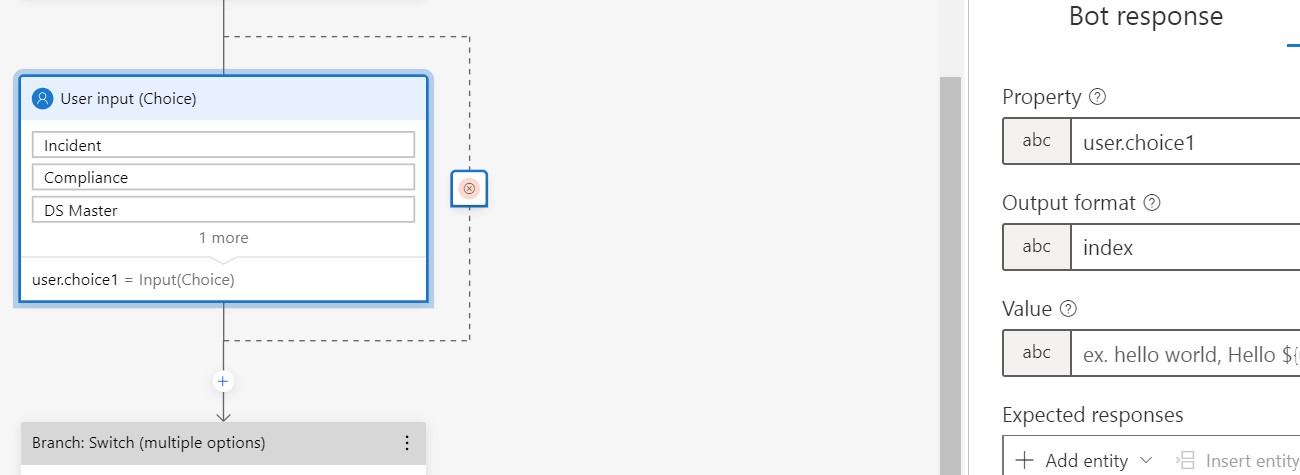 User input (Choice)
Incident
Compliance
DS Master
1 more
user.choice1 = Input(Choice)
Branch: Switch (multiple options)
Bot response
Property
abc user.choice1
Output format
abc index
Value
abc ex. hello world, Hello ${
Expected responses
Add entity Insert entity